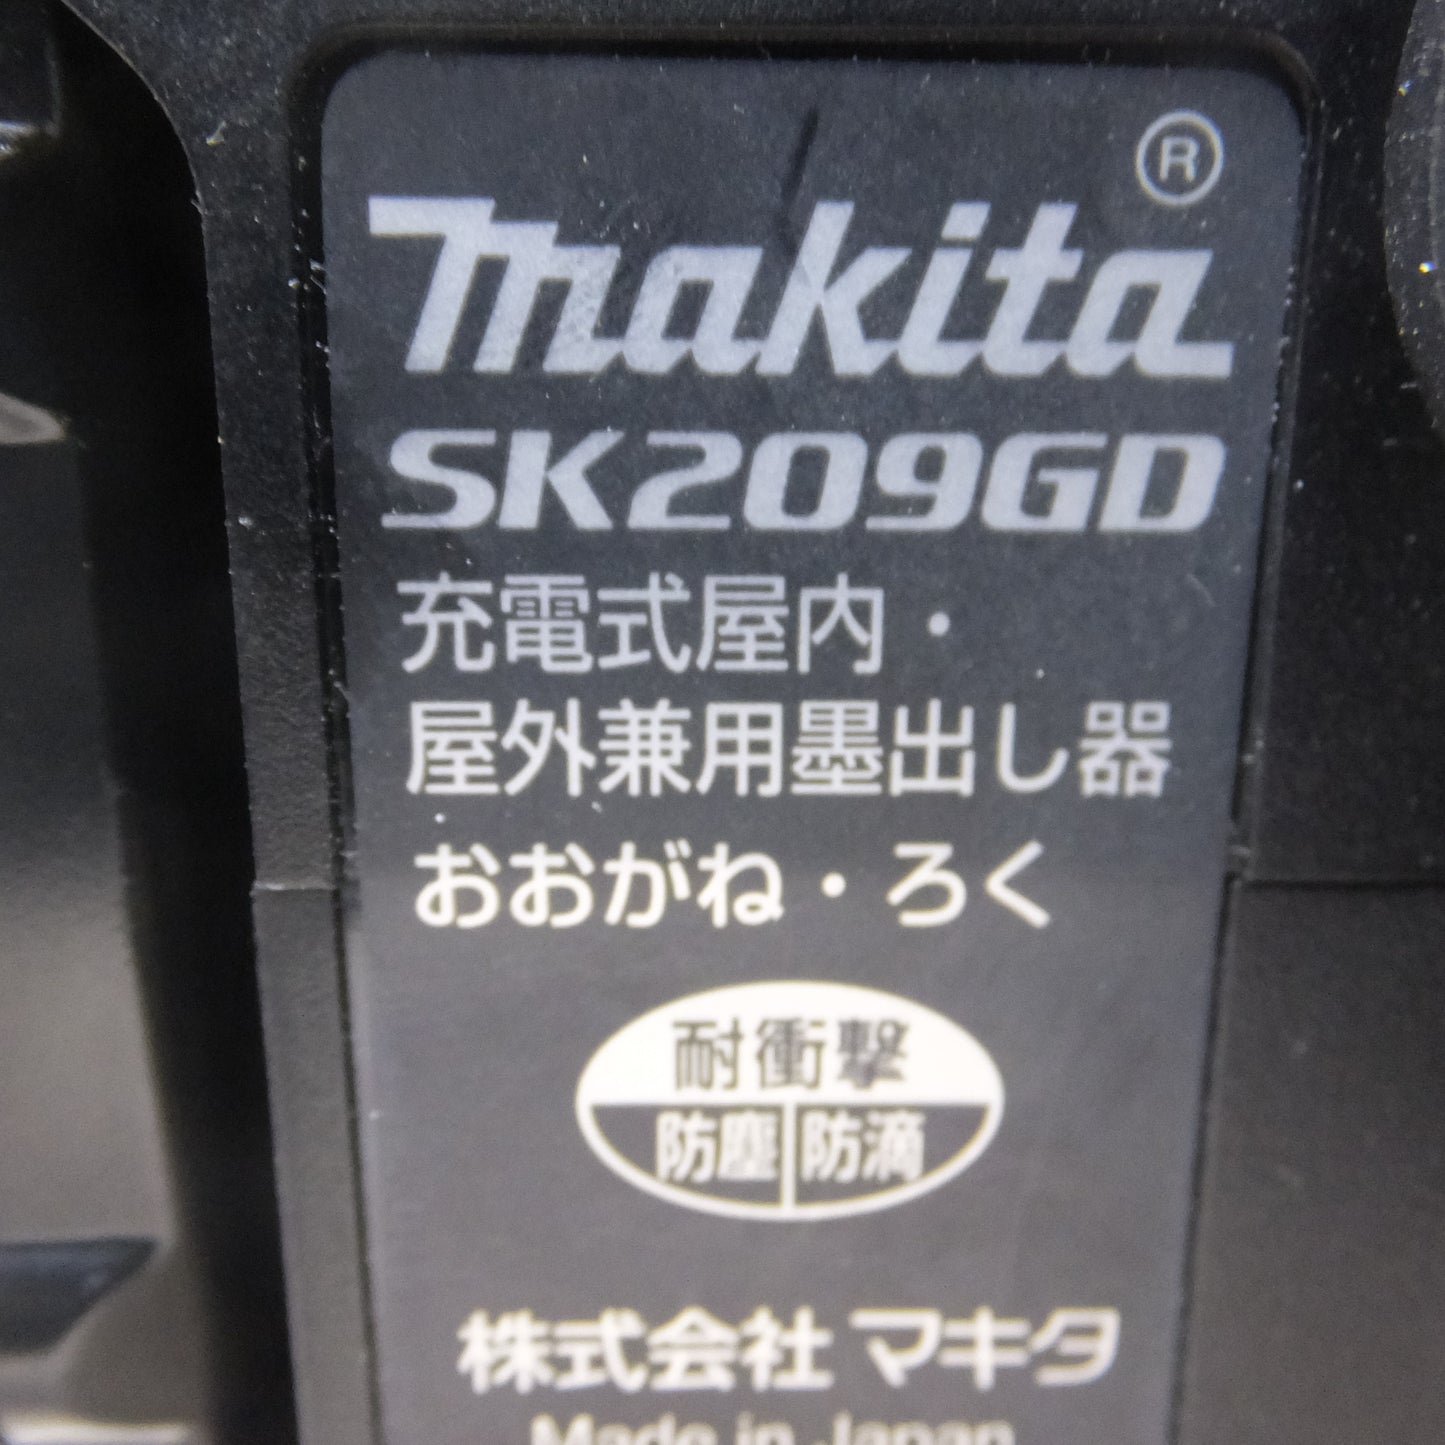 makita®
SK209GD
充電式屋内・
屋外兼用墨出し器
おおがね・ろく
耐衝撃
防塵 防滴
株式会社 マキタ
Made in Japan